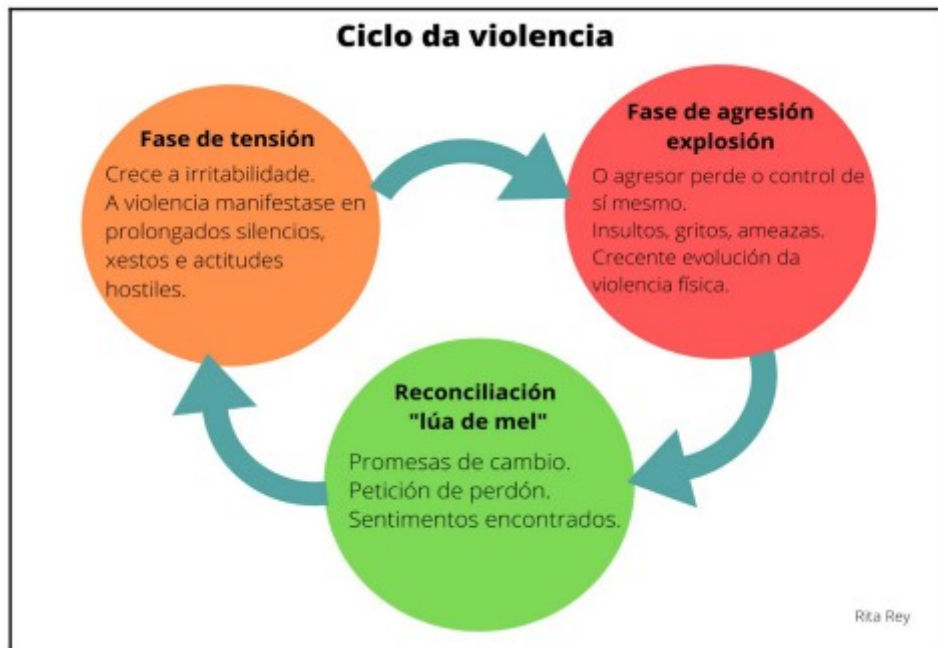 Ciclo da violencia
Fase de tensión
Crece a irritabilidade.
A violencia manifestase en
prolongados silencios,
xestos e actitudes
hostiles.
Fase de agresión
explosión
O agresor perde o control de
sí mesmo.
Insultos, gritos, ameazas.
Crecente evolución da
violencia física.
Reconciliación
"lúa de mel"
Promesas de cambio.
Petición de perdón.
Sentimentos encontrados.
Rita Rey